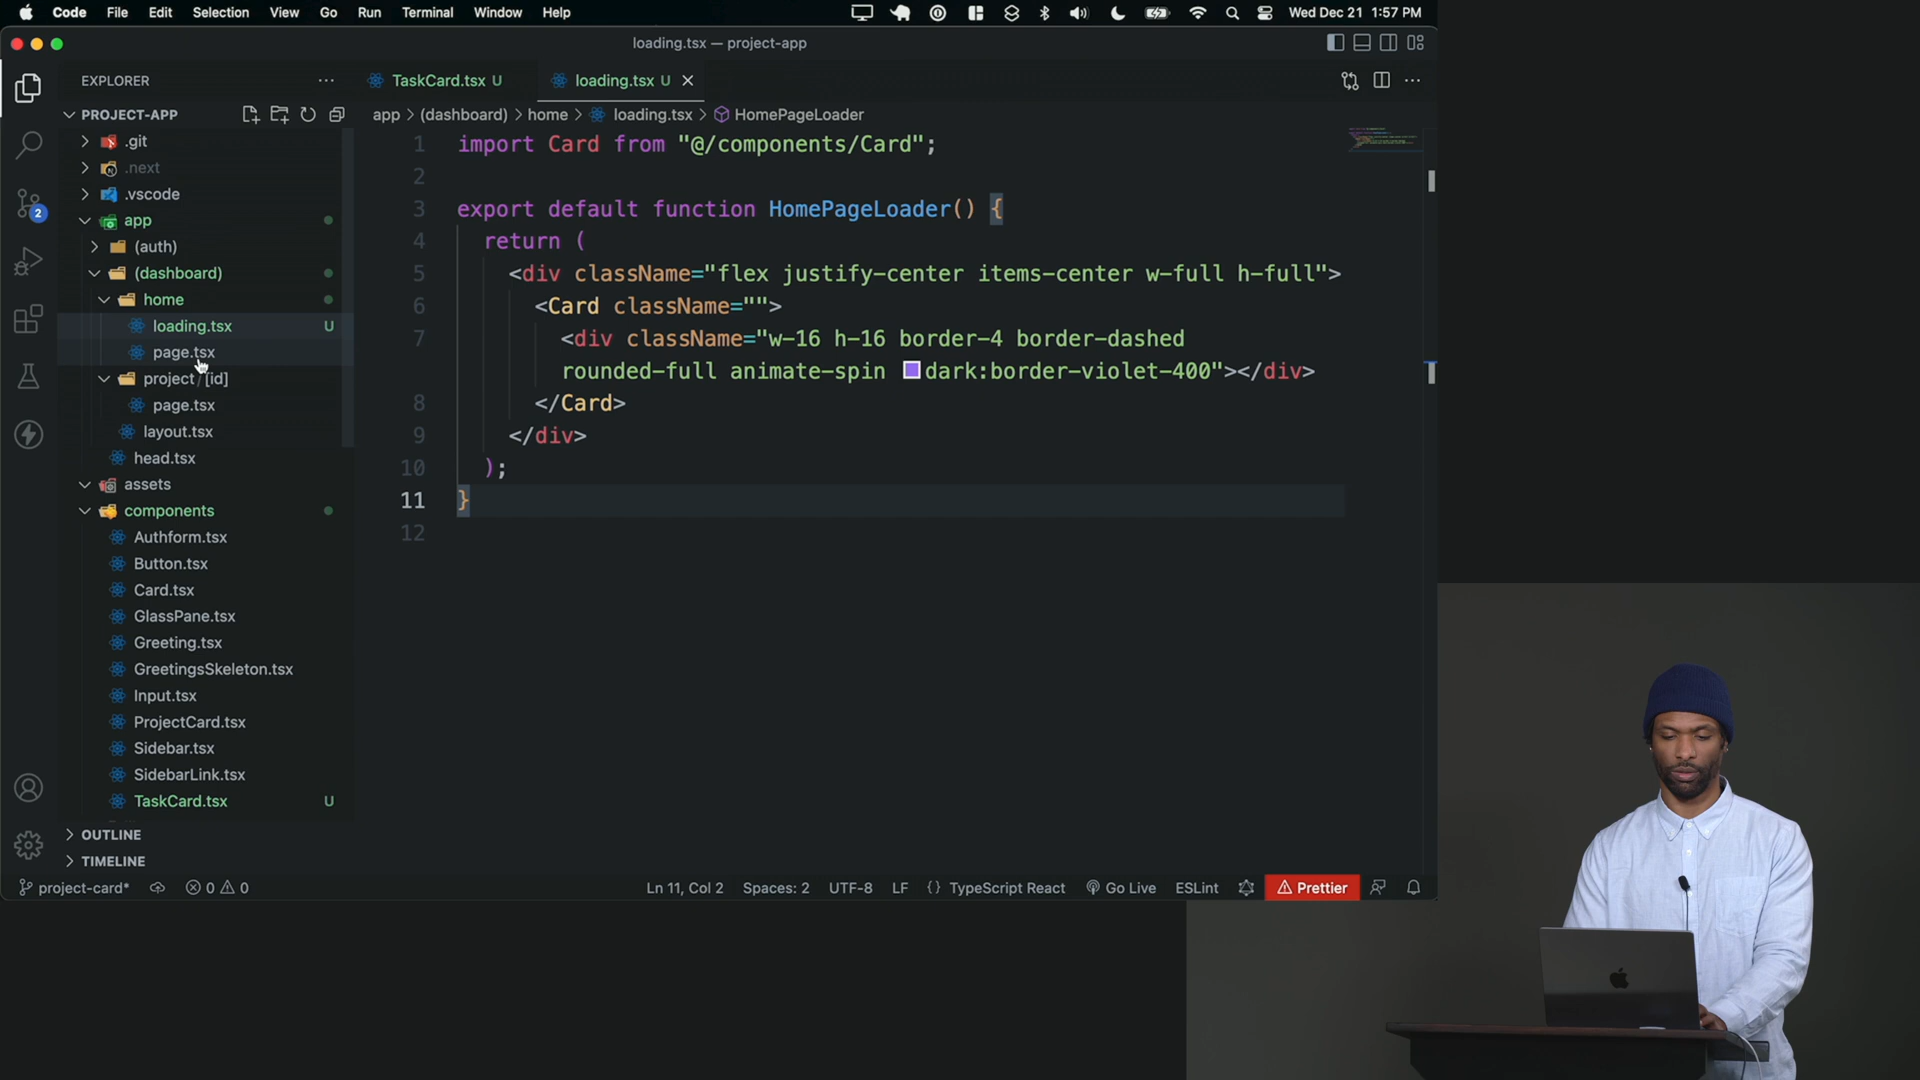 Code File Edit Selection View Go Run Terminal Window Help Wed Dec 21 1:57 PM
loading.tsx — project-app
EXPLORER
TaskCard.tsx U
loading.tsx U
PROJECT-APP
app > (dashboard) > home > loading.tsx > HomePageLoader
.git
.next
.vscode
app
(auth)
(dashboard)
home
loading.tsx U
page.tsx
project / [id]
page.tsx
layout.tsx
head.tsx
assets
components
Authform.tsx
Button.tsx
Card.tsx
GlassPane.tsx
Greeting.tsx
GreetingsSkeleton.tsx
Input.tsx
ProjectCard.tsx
Sidebar.tsx
SidebarLink.tsx
TaskCard.tsx U
OUTLINE
TIMELINE
2
1 import Card from "@/components/Card";
2
3 export default function HomePageLoader() {
4 return (
5 <div className="flex justify-center items-center w-full h-full">
6 <Card className="">
7 <div className="w-16 h-16 border-4 border-dashed
rounded-full animate-spin dark:border-violet-400"></div>
8 </Card>
9 </div>
10 );
11 }
12
project-card* 0 0 Ln 11, Col 2 Spaces: 2 UTF-8 LF {} TypeScript React Go Live ESLint Prettier